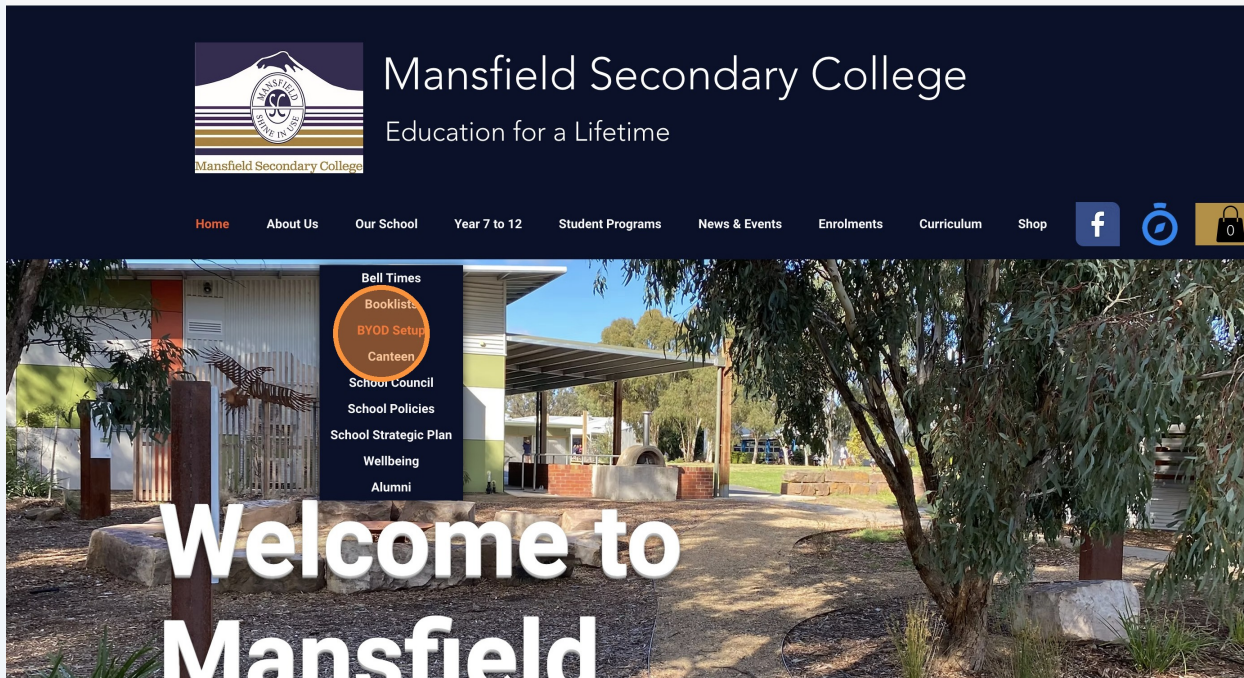 MANSFIELD
SC
SHINE IN USE
Mansfield Secondary College
Mansfield Secondary College
Education for a Lifetime
Home About Us Our School Year 7 to 12 Student Programs News & Events Enrolments Curriculum Shop f 0
Bell Times
Booklists
BYOD Setup
Canteen
School Council
School Policies
School Strategic Plan
Wellbeing
Alumni
Welcome to
Mansfield